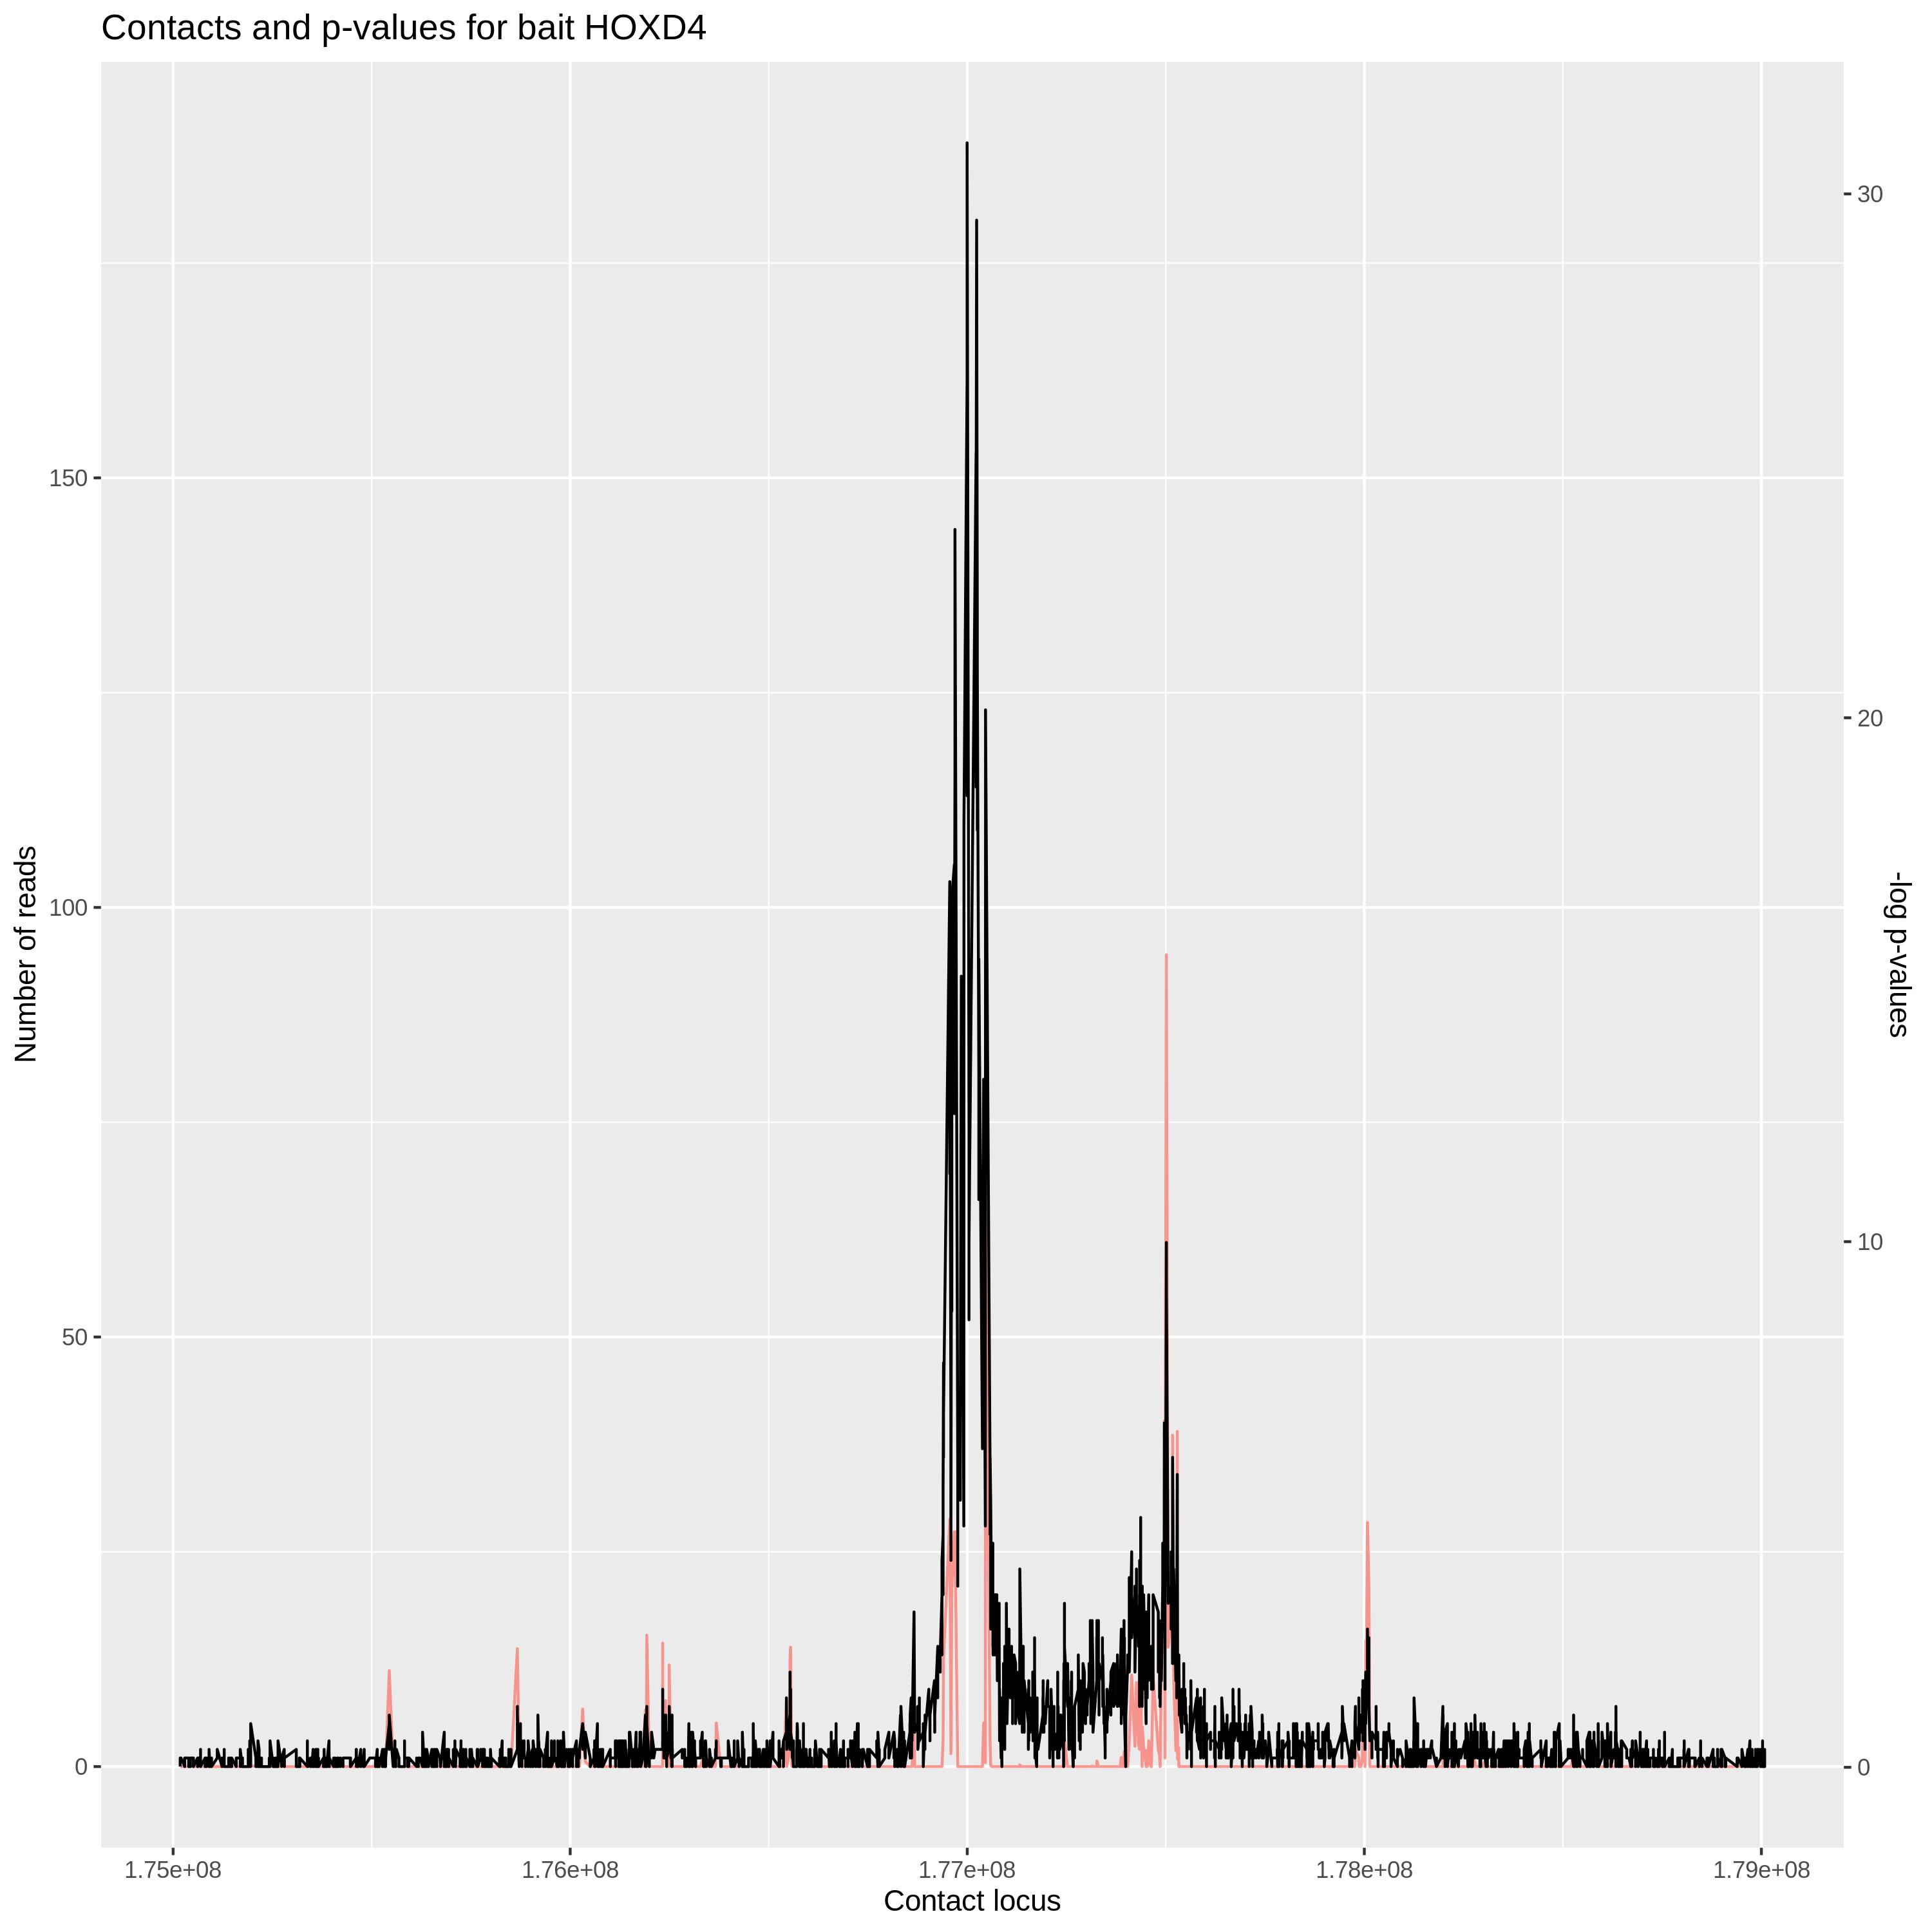 Contacts and p-values for bait HOXD4
Number of reads
150
100
50
0
30
20
10
0
-log p-values
1.75e+08 1.76e+08 1.77e+08 1.78e+08 1.79e+08
Contact locus